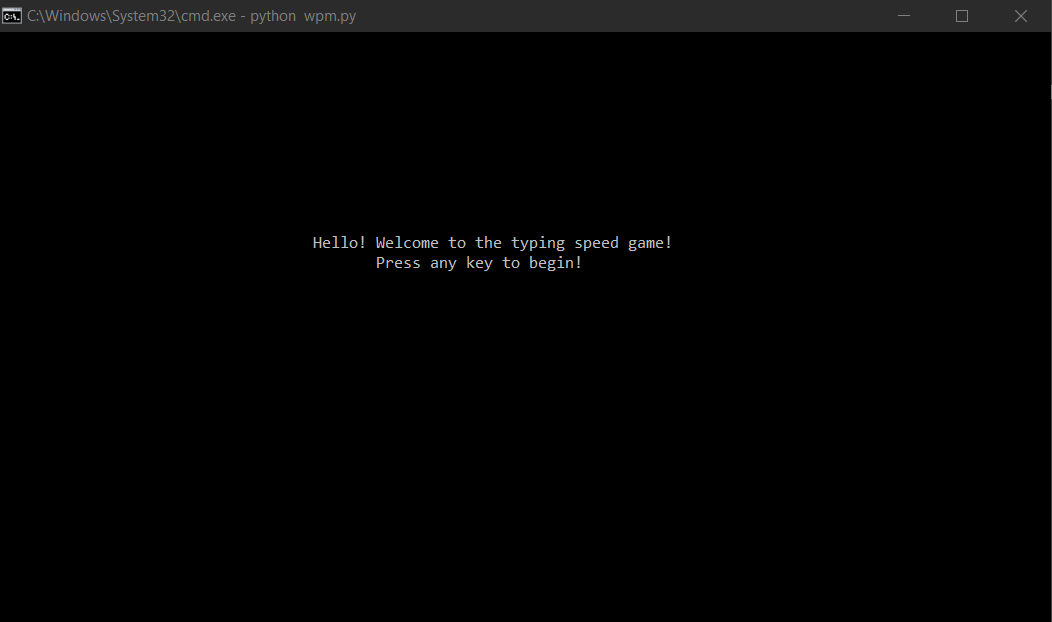 C:\Windows\System32\cmd.exe - python  wpm.py
Hello! Welcome to the typing speed game!
Press any key to begin!